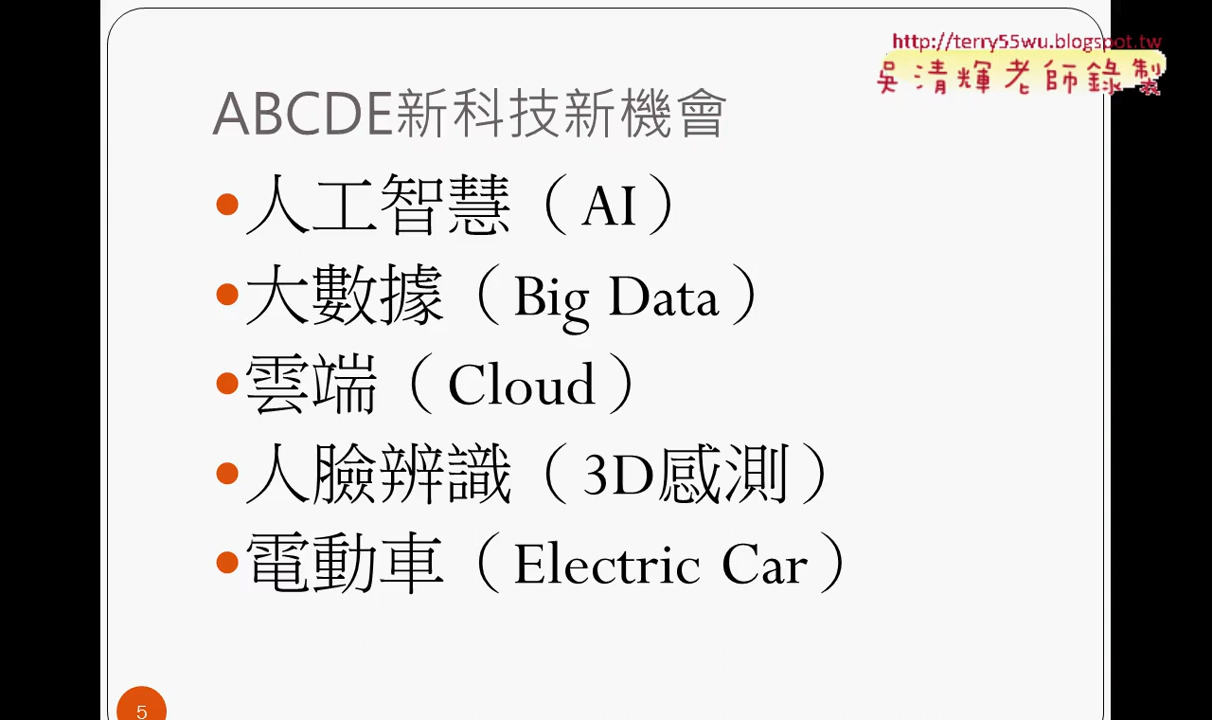 http://terry55wu.blogspot.tw
吳清輝老師錄製
ABCDE新科技新機會
•人工智慧（AI）
•大數據（Big Data）
•雲端（Cloud）
•人臉辨識（3D感測）
•電動車（Electric Car）
5